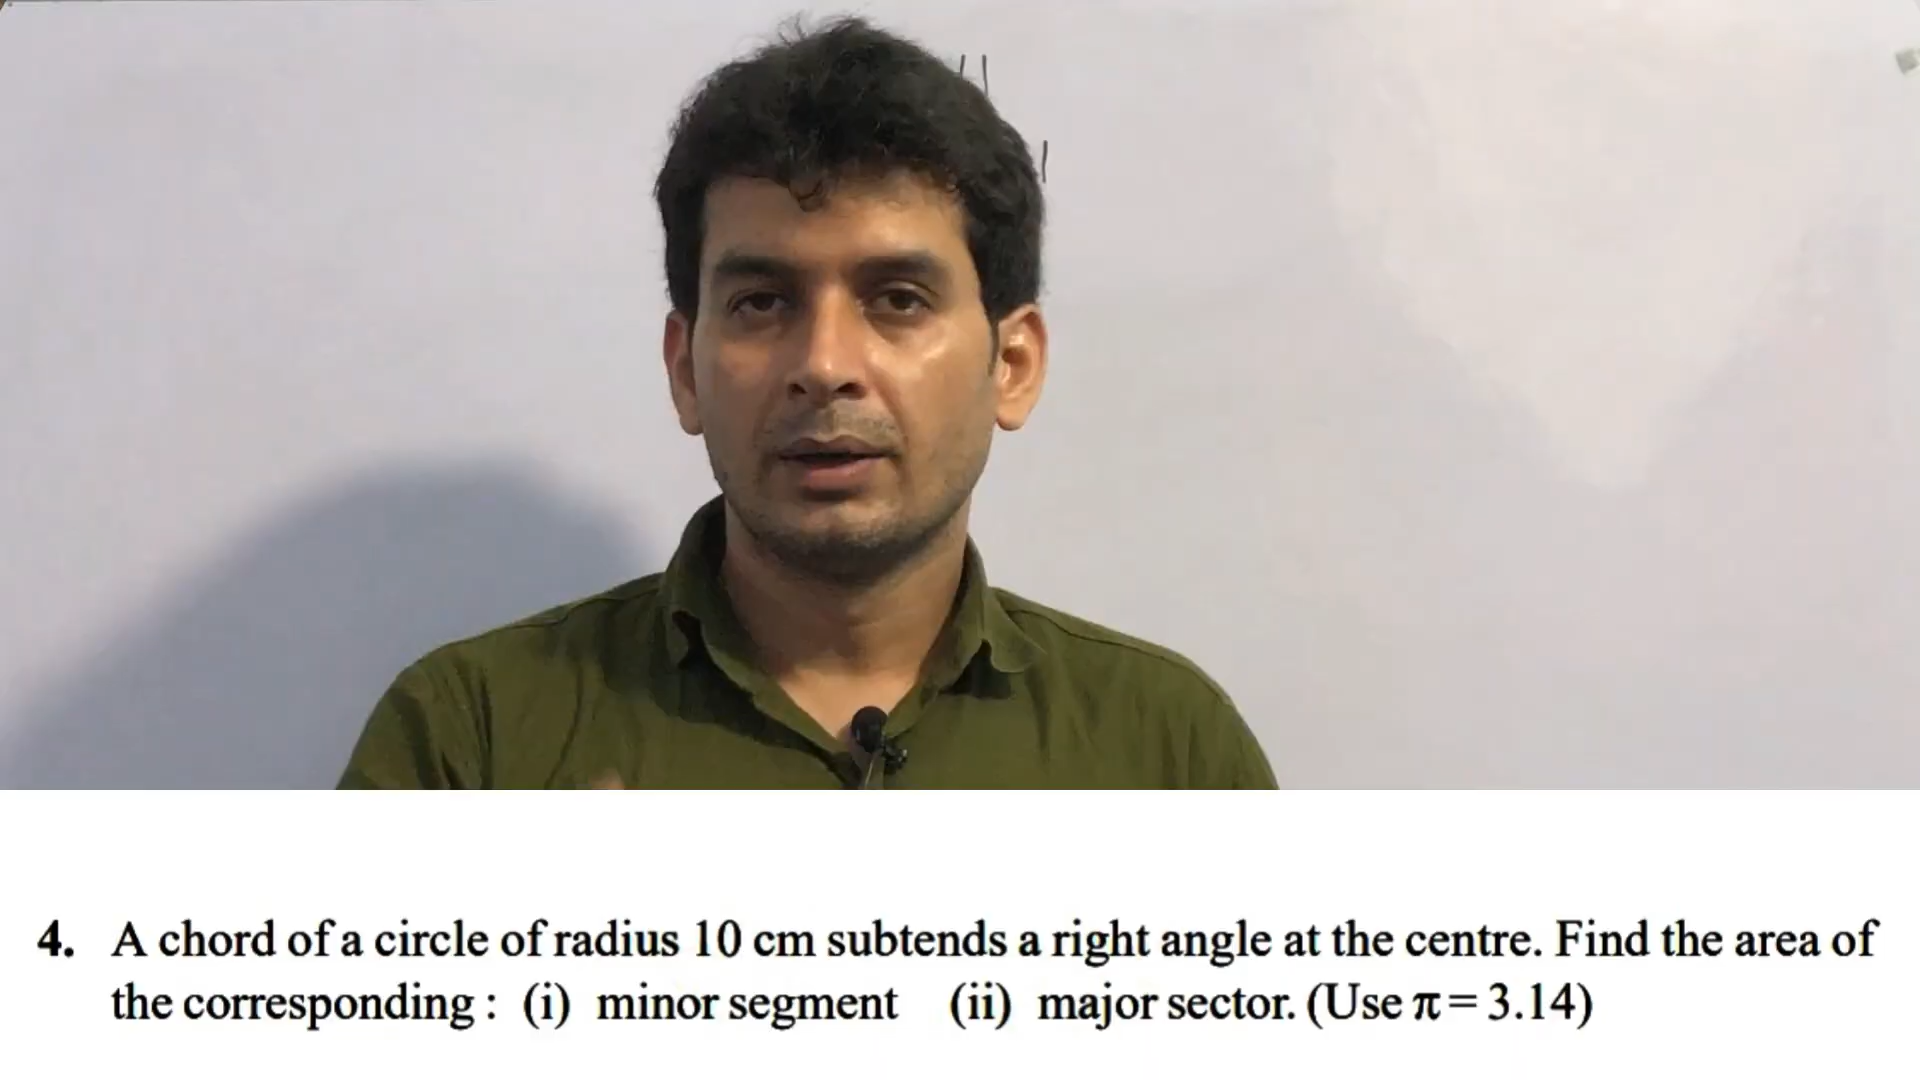 4. A chord of a circle of radius 10 cm subtends a right angle at the centre. Find the area of
the corresponding : (i) minor segment (ii) major sector. (Use π = 3.14)